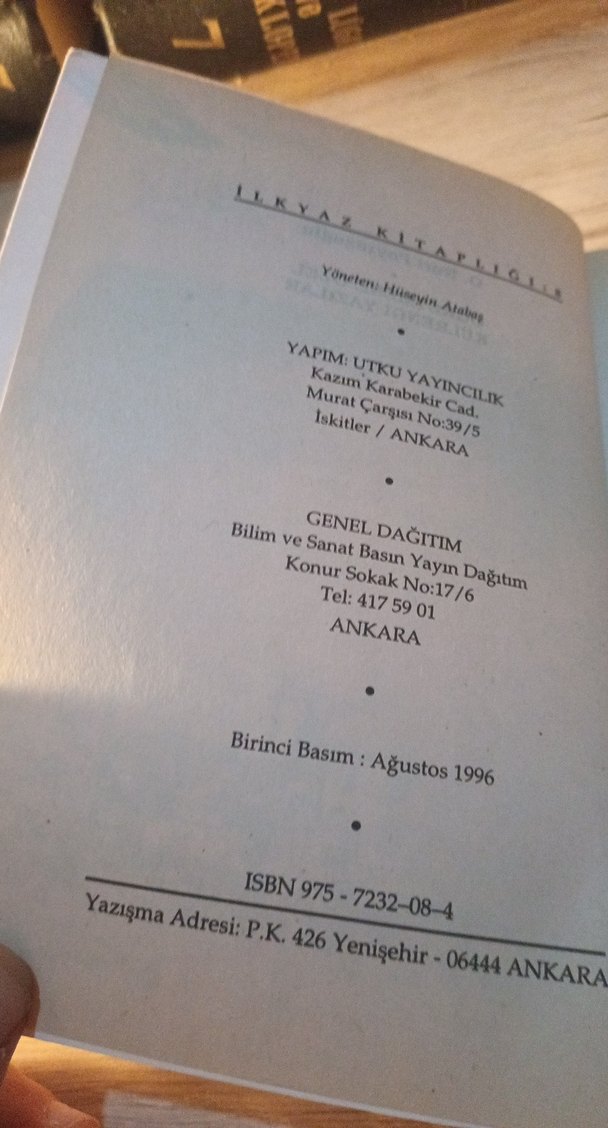 7
İLKYAZ KİTAPLIĞI: 8
Yöneten: Hüseyin Atabaş
•
YAPIM: UTKU YAYINCILIK
Kazım Karabekir Cad.
Murat Çarşısı No:39/5
İskitler / ANKARA
•
GENEL DAĞITIM
Bilim ve Sanat Basın Yayın Dağıtım
Konur Sokak No:17/6
Tel: 417 59 01
ANKARA
•
Birinci Basım : Ağustos 1996
•
ISBN 975 - 7232–08–4
Yazışma Adresi: P.K. 426 Yenişehir - 06444 ANKARA